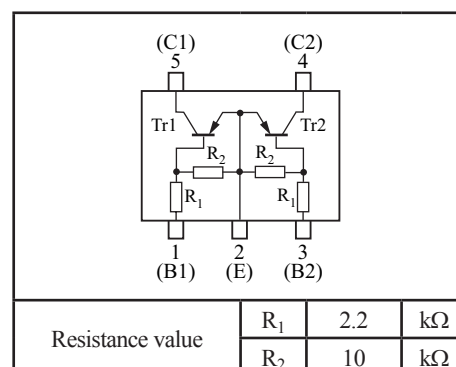 (C1) (C2)
5 4
Tr1 Tr2
R2 R2
R1 R1
1 2 3
(B1) (E) (B2)
Resistance value R1 2.2 kΩ
R2 10 kΩ